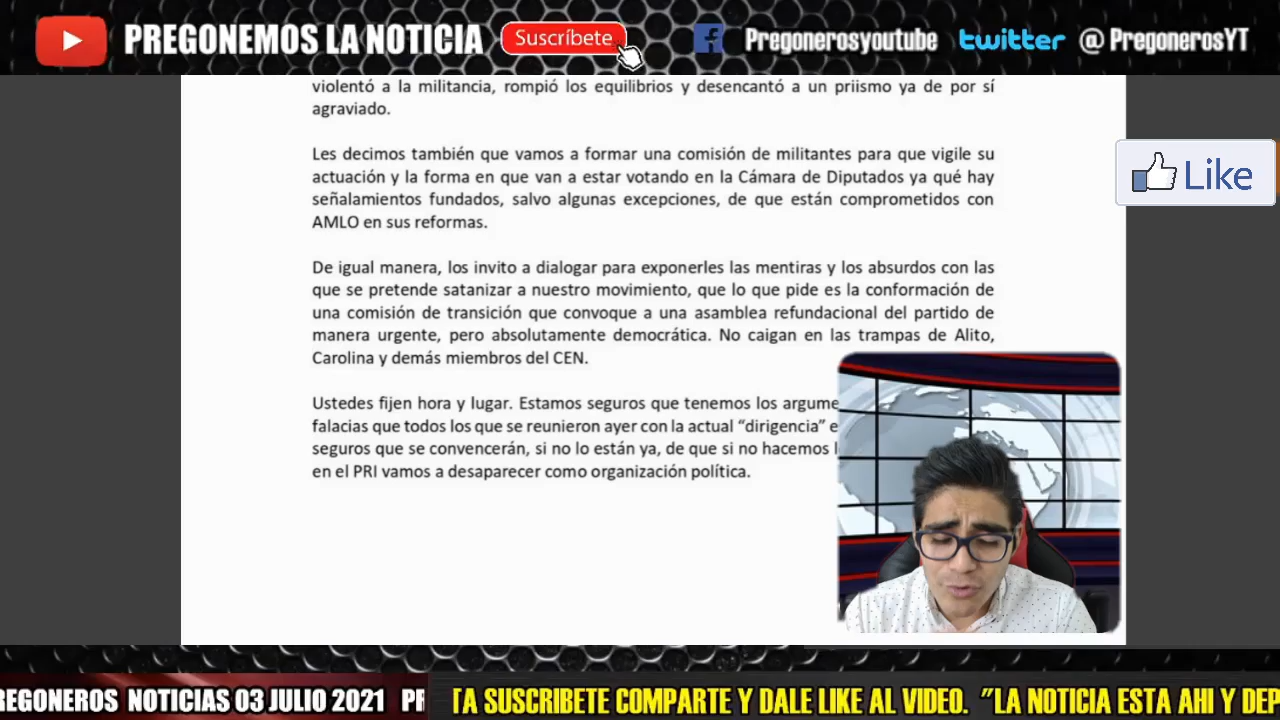 PREGONEMOS LA NOTICIA Suscríbete Pregonerosyoutube twitter @PregonerosYT
violentó a la militancia, rompió los equilibrios y desencantó a un priismo ya de por sí
agraviado.
Les decimos también que vamos a formar una comisión de militantes para que vigile su
actuación y la forma en que van a estar votando en la Cámara de Diputados ya qué hay
señalamientos fundados, salvo algunas excepciones, de que están comprometidos con
AMLO en sus reformas.
Like
De igual manera, los invito a dialogar para exponerles las mentiras y los absurdos con las
que se pretende satanizar a nuestro movimiento, que lo que pide es la conformación de
una comisión de transición que convoque a una asamblea refundacional del partido de
manera urgente, pero absolutamente democrática. No caigan en las trampas de Alito,
Carolina y demás miembros del CEN.
Ustedes fijen hora y lugar. Estamos seguros que tenemos los argume
falacias que todos los que se reunieron ayer con la actual "dirigencia" e
seguros que se convencerán, si no lo están ya, de que si no hacemos l
en el PRI vamos a desaparecer como organización política.
REGONEROS NOTICIAS 03 JULIO 2021 PR TA SUSCRIBETE COMPARTE Y DALE LIKE AL VIDEO. "LA NOTICIA ESTA AHI Y DEP